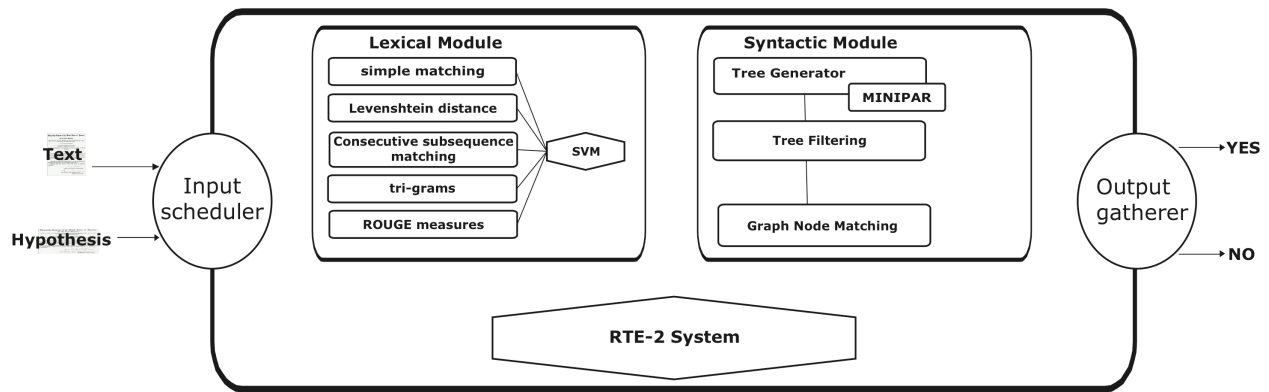 Lexical Module
simple matching
Levenshtein distance
Consecutive subsequence
matching
tri-grams
ROUGE measures
SVM
Syntactic Module
Tree Generator
MINIPAR
Tree Filtering
Graph Node Matching
Text
Hypothesis
Input
scheduler
Output
gatherer
YES
NO
RTE-2 System